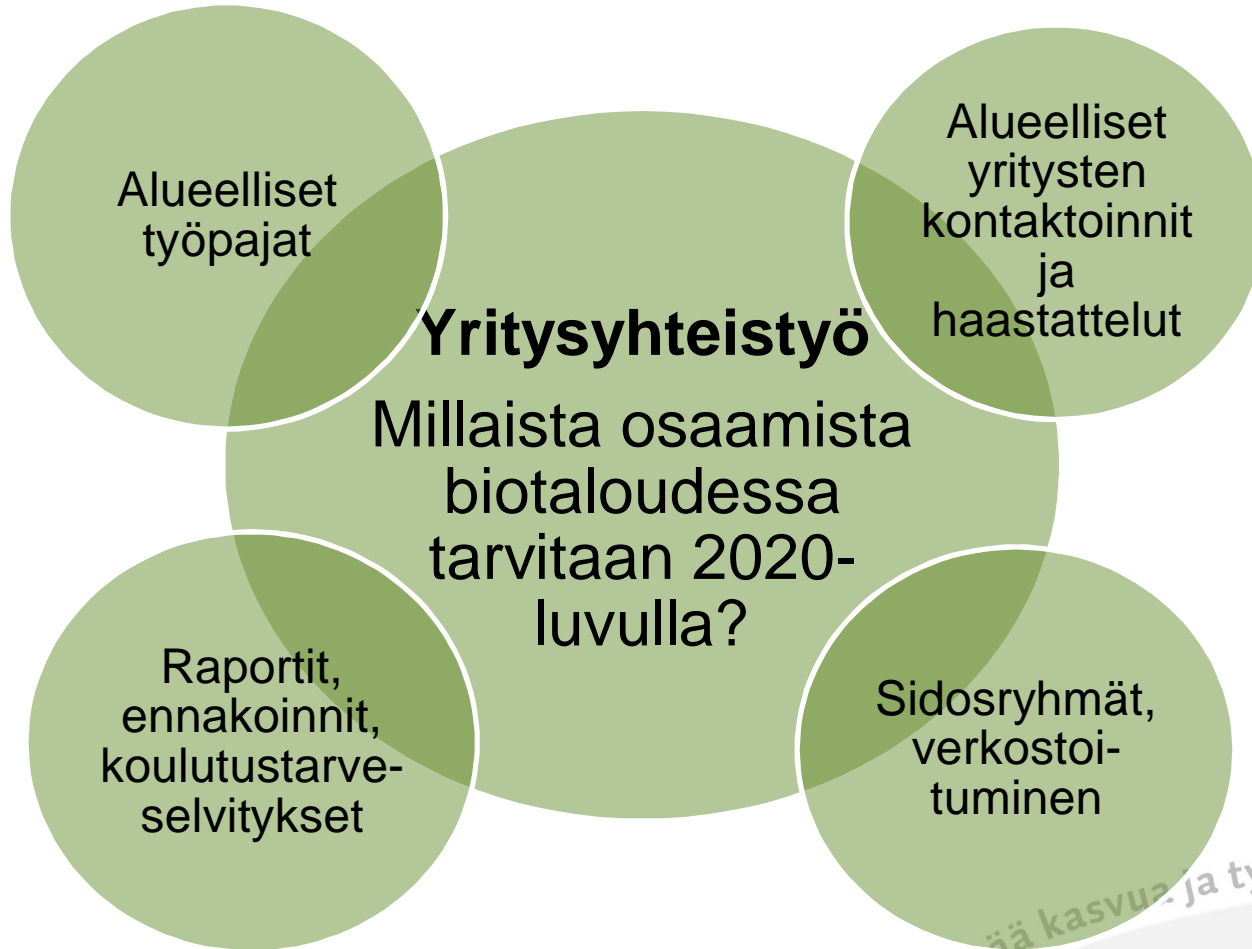 Alueelliset
työpajat
Alueelliset
yritysten
kontaktoinnit
ja
haastattelut
Yritysyhteistyö
Millaista osaamista
biotaloudessa
tarvitaan 2020-
luvulla?
Raportit,
ennakoinnit,
koulutustarve-
selvitykset
Sidosryhmät,
verkostoi-
tuminen
kasvua ja